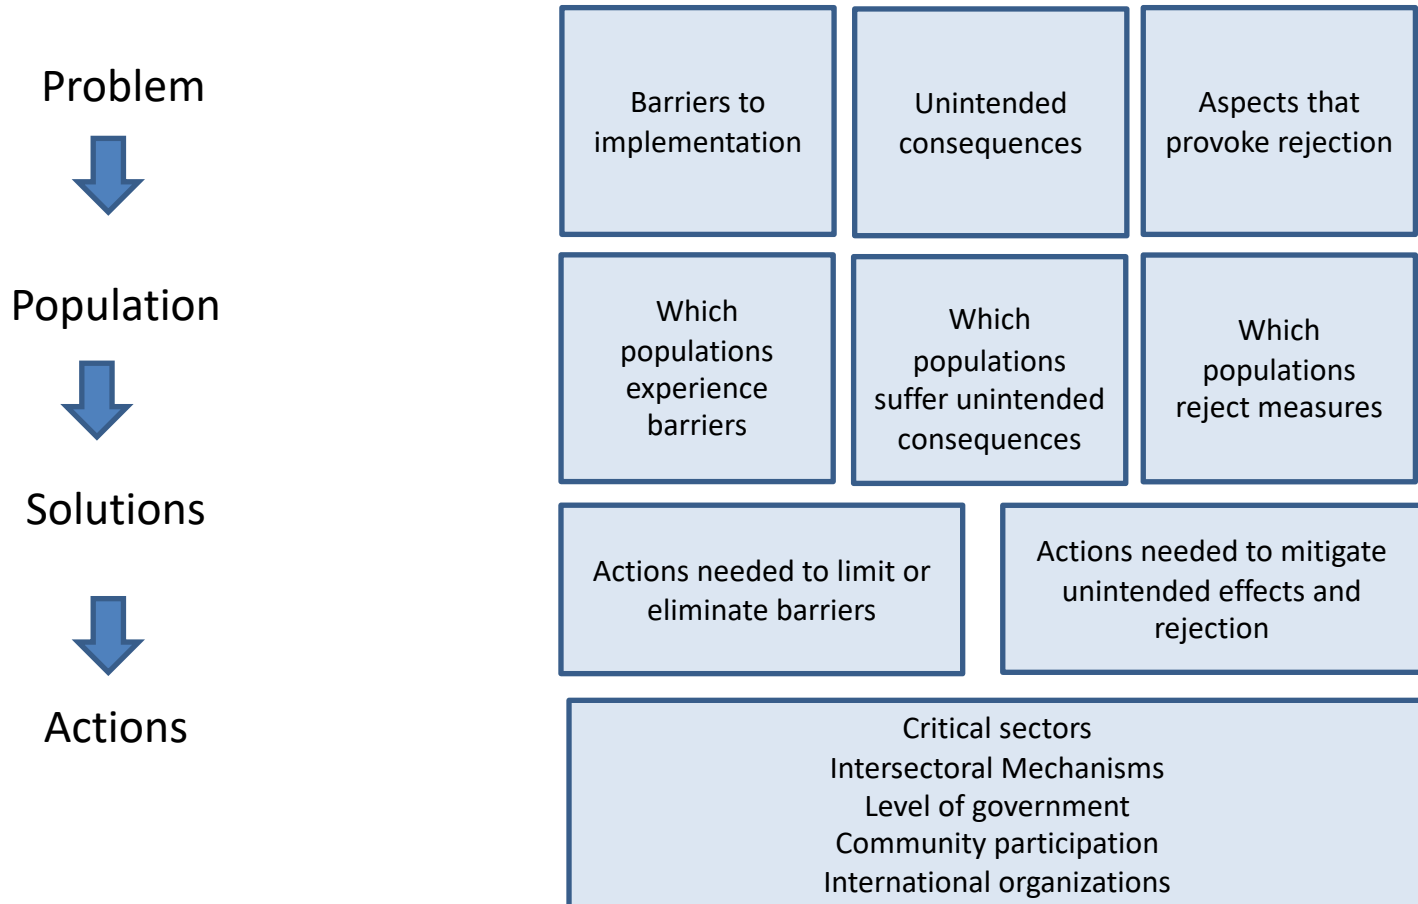 Problem
Barriers to
implementation
Unintended
consequences
Aspects that
provoke rejection
Population
Which
populations
experience
barriers
Which
populations
suffer unintended
consequences
Which
populations
reject measures
Solutions
Actions needed to limit or
eliminate barriers
Actions needed to mitigate
unintended effects and
rejection
Actions
Critical sectors
Intersectoral Mechanisms
Level of government
Community participation
International organizations